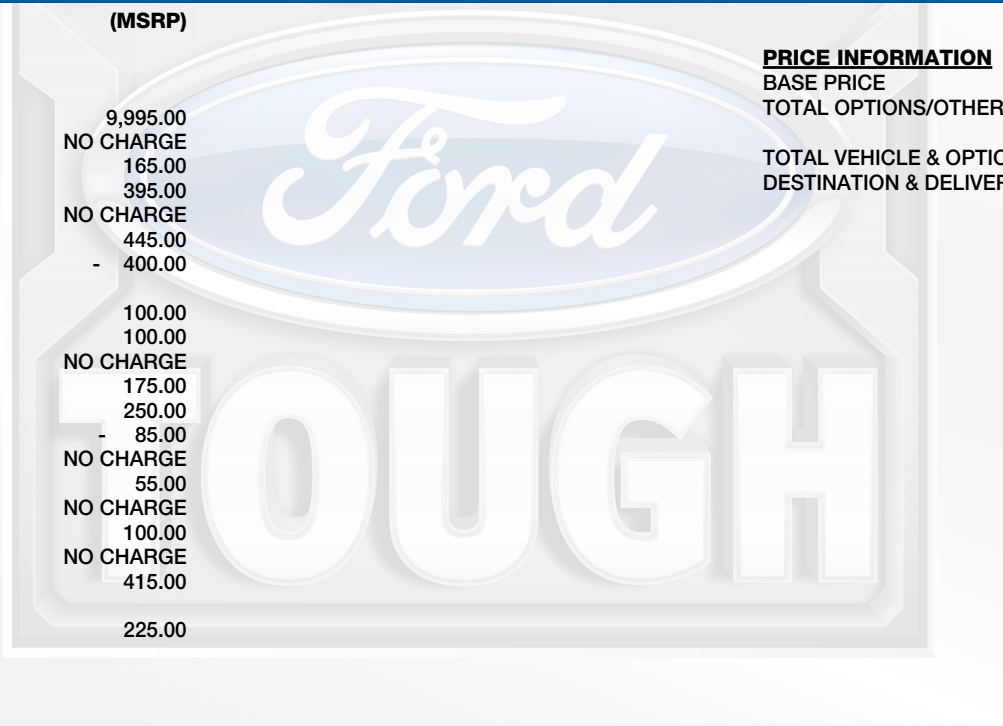 (MSRP)
9,995.00
NO CHARGE
165.00
395.00
NO CHARGE
445.00
- 400.00
100.00
100.00
NO CHARGE
175.00
250.00
- 85.00
NO CHARGE
55.00
NO CHARGE
100.00
NO CHARGE
415.00
225.00
PRICE INFORMATION
BASE PRICE
TOTAL OPTIONS/OTHER
TOTAL VEHICLE & OPTIO
DESTINATION & DELIVER
Ford
TOUGH